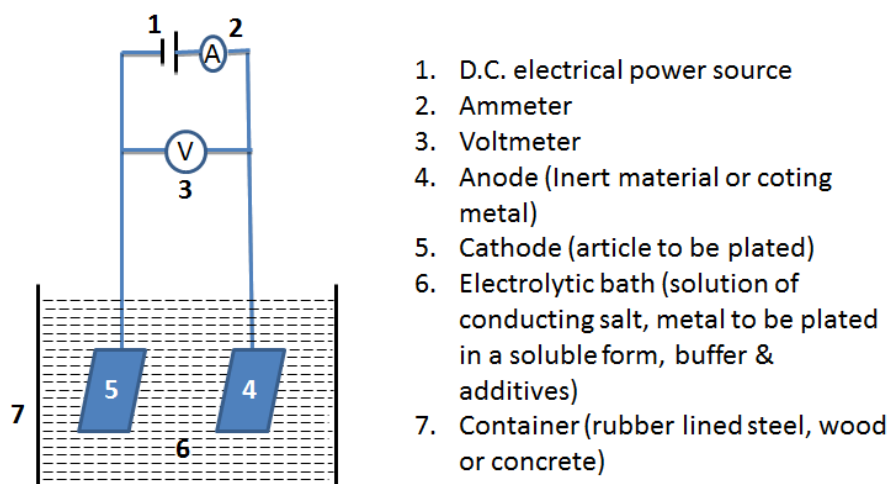 1
2
A
V
3
5
4
7
6
1. D.C. electrical power source
2. Ammeter
3. Voltmeter
4. Anode (Inert material or coting
metal)
5. Cathode (article to be plated)
6. Electrolytic bath (solution of
conducting salt, metal to be plated
in a soluble form, buffer &
additives)
7. Container (rubber lined steel, wood
or concrete)